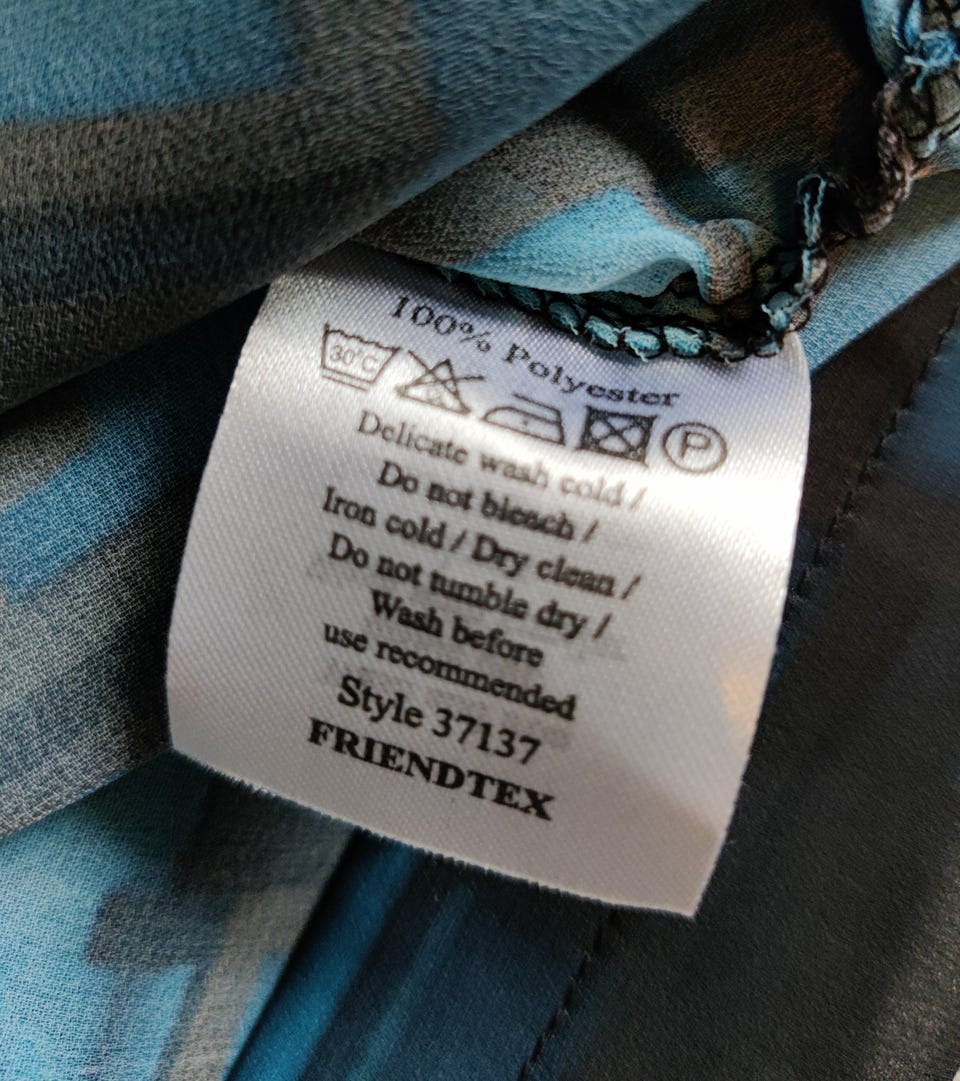 100% Polyester
30°C P
Delicate wash cold /
Do not bleach /
Iron cold / Dry clean /
Do not tumble dry /
Wash before
use recommended
Style 37137
FRIENDTEX